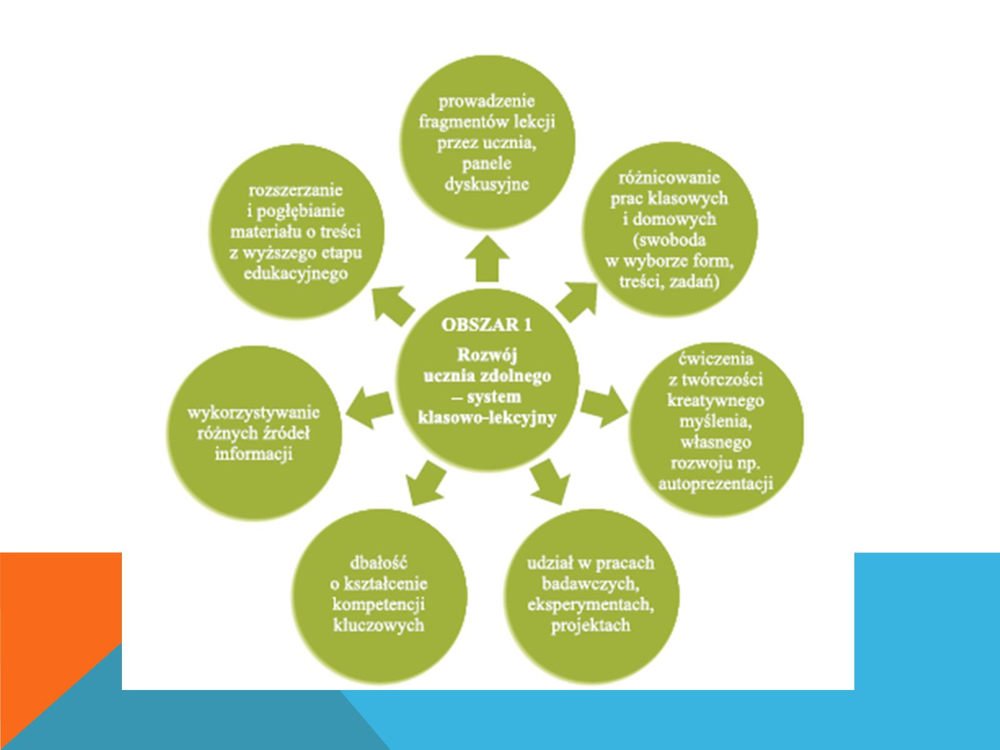 prowadzenie
fragmentów lekcji
przez ucznia,
panele
dyskusyjne
różnicowanie
prac klasowych
i domowych
(swoboda
w wyborze form,
treści, zadań)
ćwiczenia
z twórczości
kreatywnego
myślenia,
własnego
rozwoju np.
autoprezentacji
udział w pracach
badawczych,
eksperymentach,
projektach
dbałość
o kształcenie
kompetencji
kluczowych
wykorzystywanie
różnych źródeł
informacji
rozszerzanie
i pogłębianie
materiału o treści
z wyższego etapu
edukacyjnego
OBSZAR 1
Rozwój
ucznia zdolnego
– system
klasowo-lekcyjny